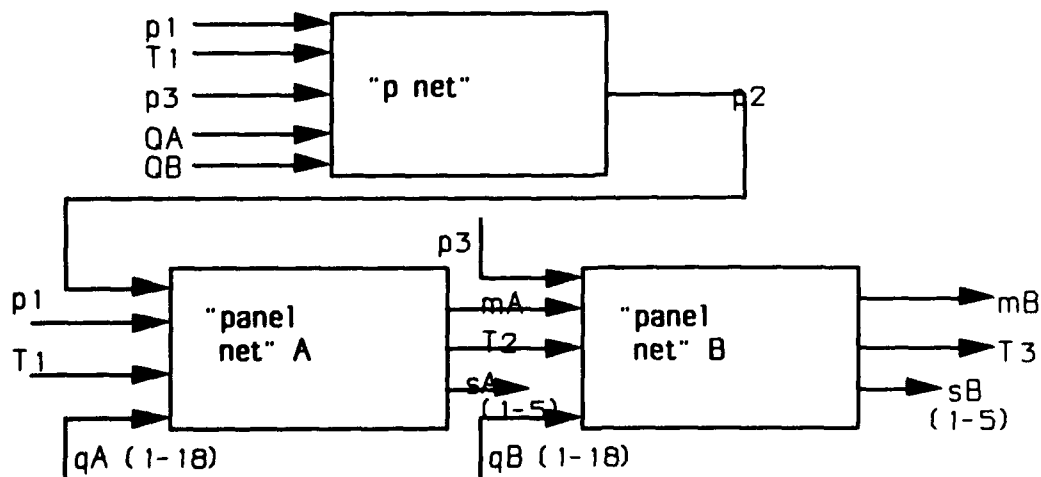 p1
T1
"p net"
p3
p2
QA
QB
p3
p1
"panel
net" A
mA
"panel
net" B
mB
T1
T2
T3
sA
(1-5)
sB
(1-5)
qA (1-18)
qB (1-18)